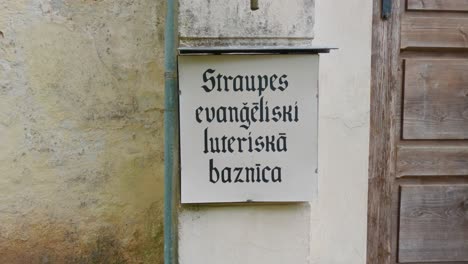 Straupes
evanģēliski
luteriskā
baznīca